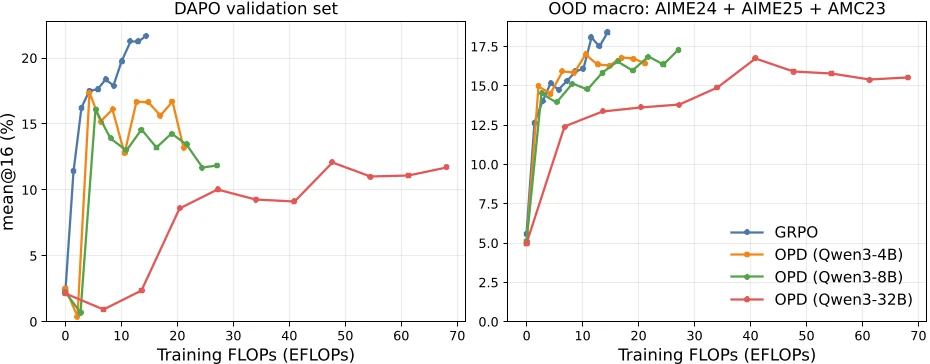 DAPO validation set
mean@16 (%)
20
15
10
5
0
0 10 20 30 40 50 60 70
Training FLOPs (EFLOPs)
OOD macro: AIME24 + AIME25 + AMC23
17.5
15.0
12.5
10.0
7.5
5.0
2.5
0.0
GRPO
OPD (Qwen3-4B)
OPD (Qwen3-8B)
OPD (Qwen3-32B)
0 10 20 30 40 50 60 70
Training FLOPs (EFLOPs)